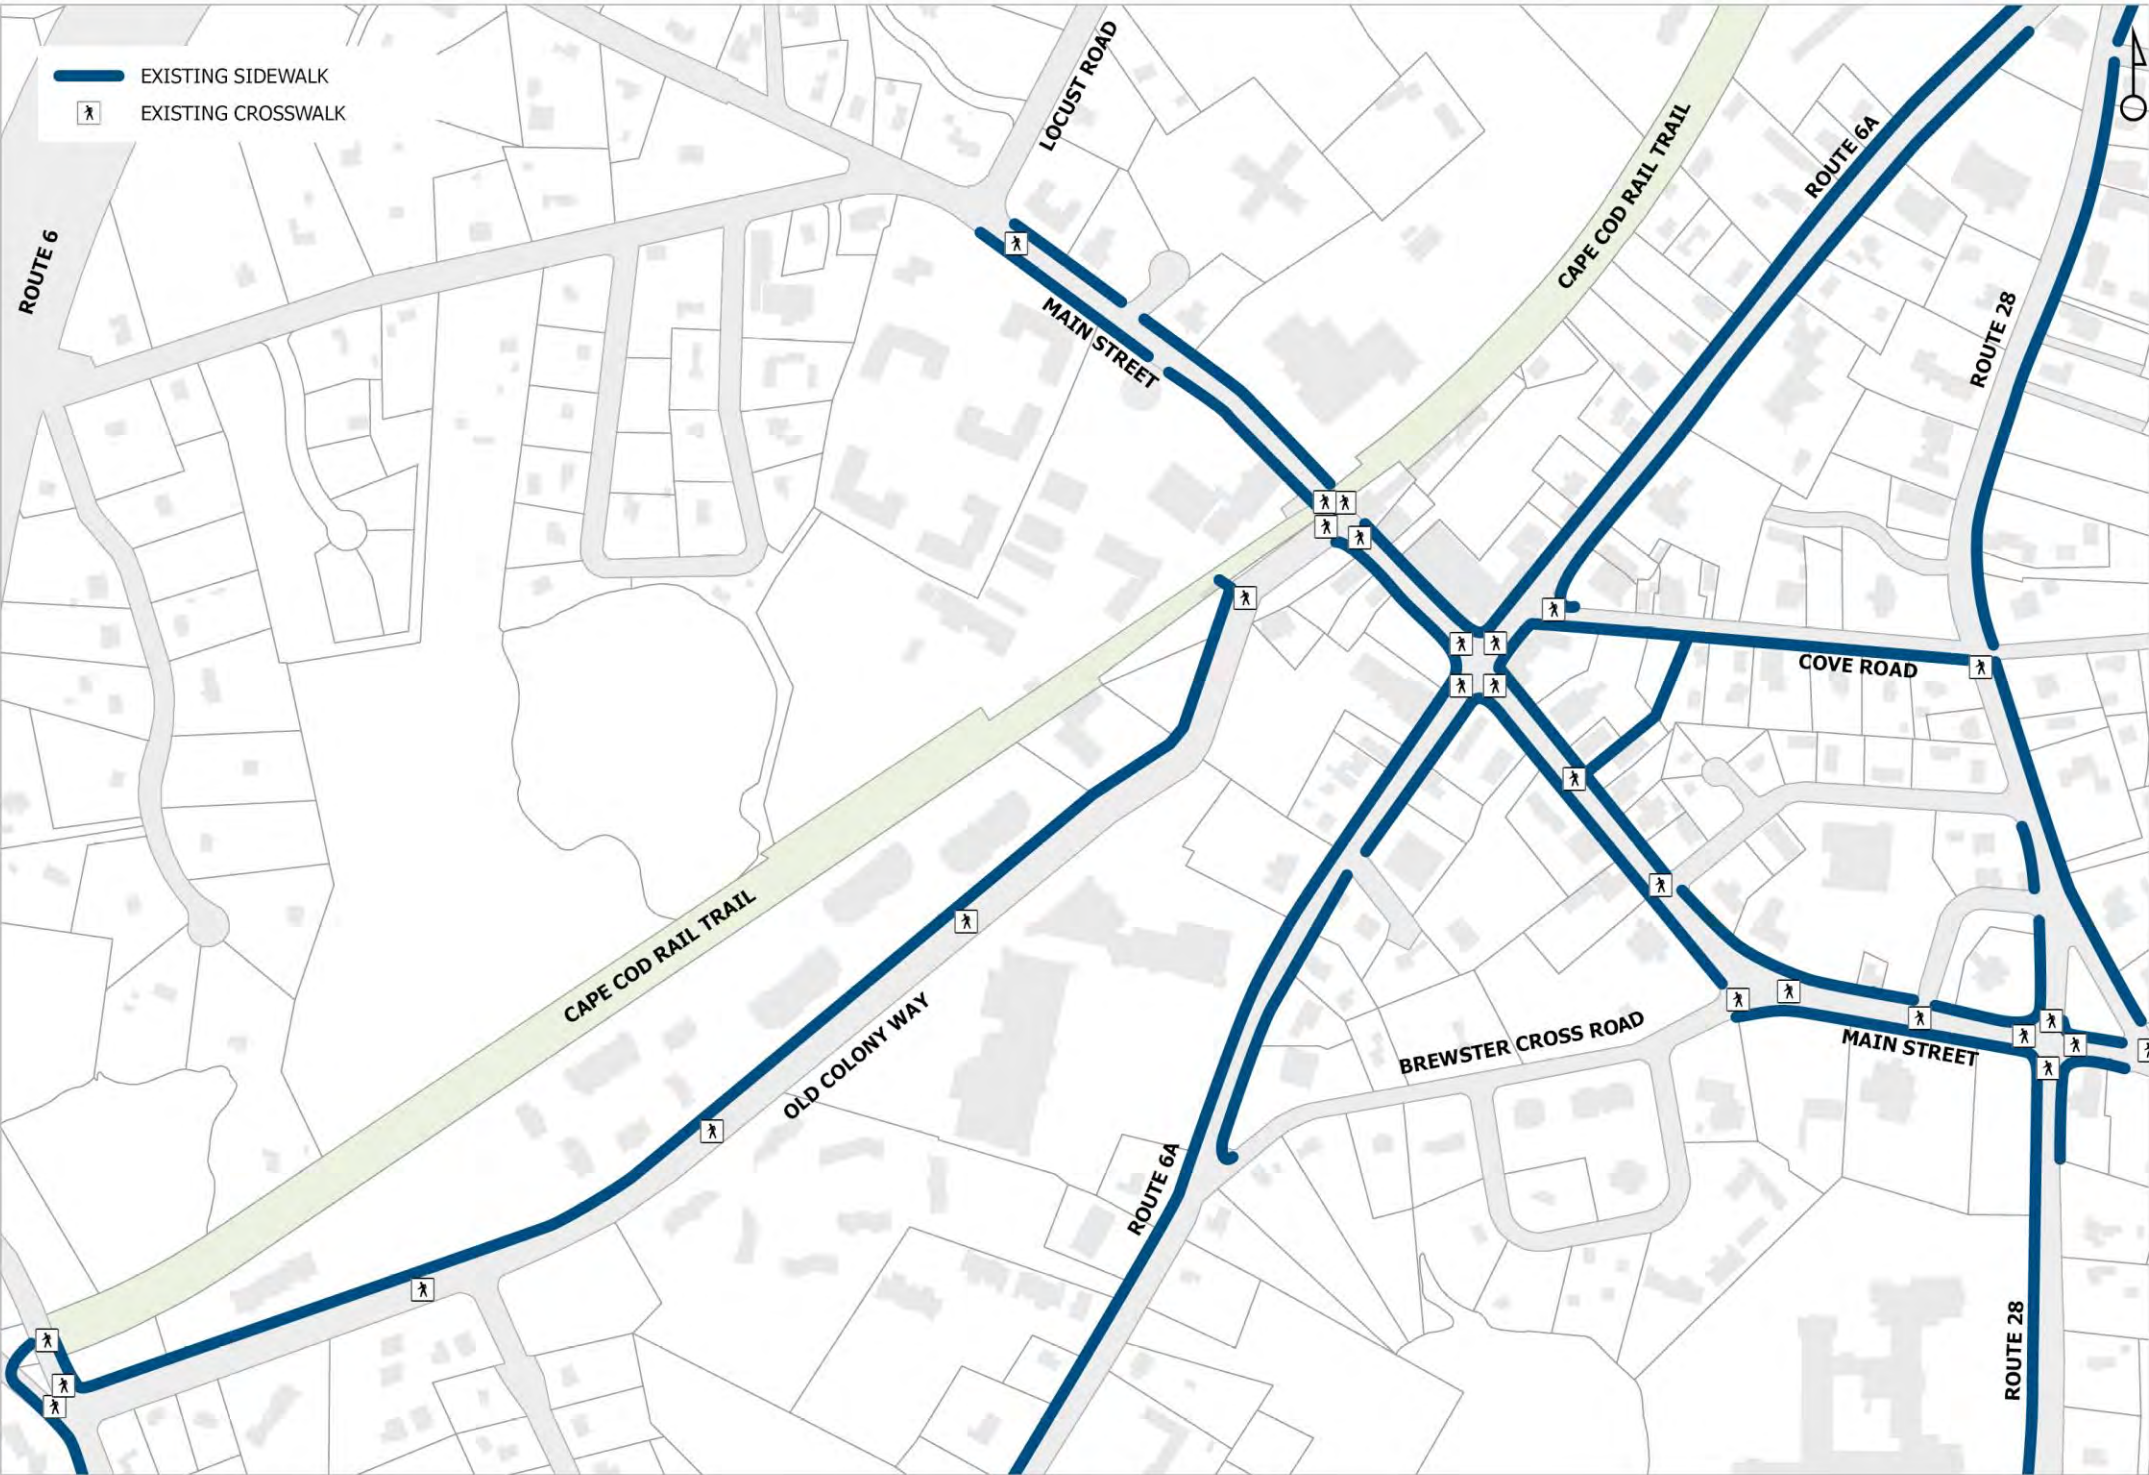 EXISTING SIDEWALK
EXISTING CROSSWALK
LOCUST ROAD
CAPE COD RAIL TRAIL
ROUTE 6A
ROUTE 6
ROUTE 28
MAIN STREET
COVE ROAD
CAPE COD RAIL TRAIL
OLD COLONY WAY
BREWSTER CROSS ROAD
MAIN STREET
ROUTE 6A
ROUTE 28